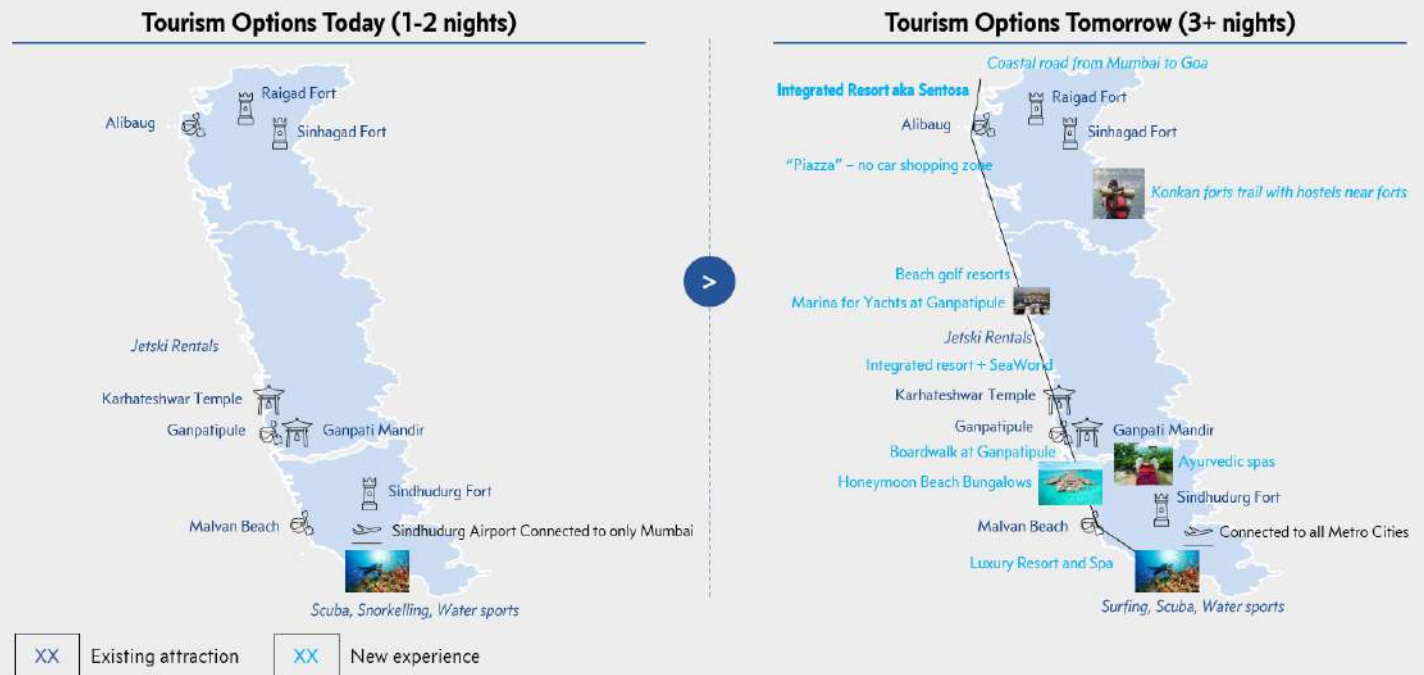 Tourism Options Today (1-2 nights)
Raigad Fort
Alibaug
Sinhagad Fort
Jetski Rentals
Karhateshwar Temple
Ganpatipule
Ganpati Mandir
Sindhudurg Fort
Malvan Beach
Sindhudurg Airport Connected to only Mumbai
Scuba, Snorkelling, Water sports
>
Tourism Options Tomorrow (3+ nights)
Coastal road from Mumbai to Goa
Integrated Resort aka Sentosa
Raigad Fort
Alibaug
Sinhagad Fort
“Piazza” – no car shopping zone
Konkan forts trail with hostels near forts
Beach golf resorts
Marina for Yachts at Ganpatipule
Jetski Rentals
Integrated resort + SeaWorld
Karhateshwar Temple
Ganpatipule
Ganpati Mandir
Boardwalk at Ganpatipule
Ayurvedic spas
Honeymoon Beach Bungalows
Sindhudurg Fort
Malvan Beach
Connected to all Metro Cities
Luxury Resort and Spa
Surfing, Scuba, Water sports
XX Existing attraction
XX New experience